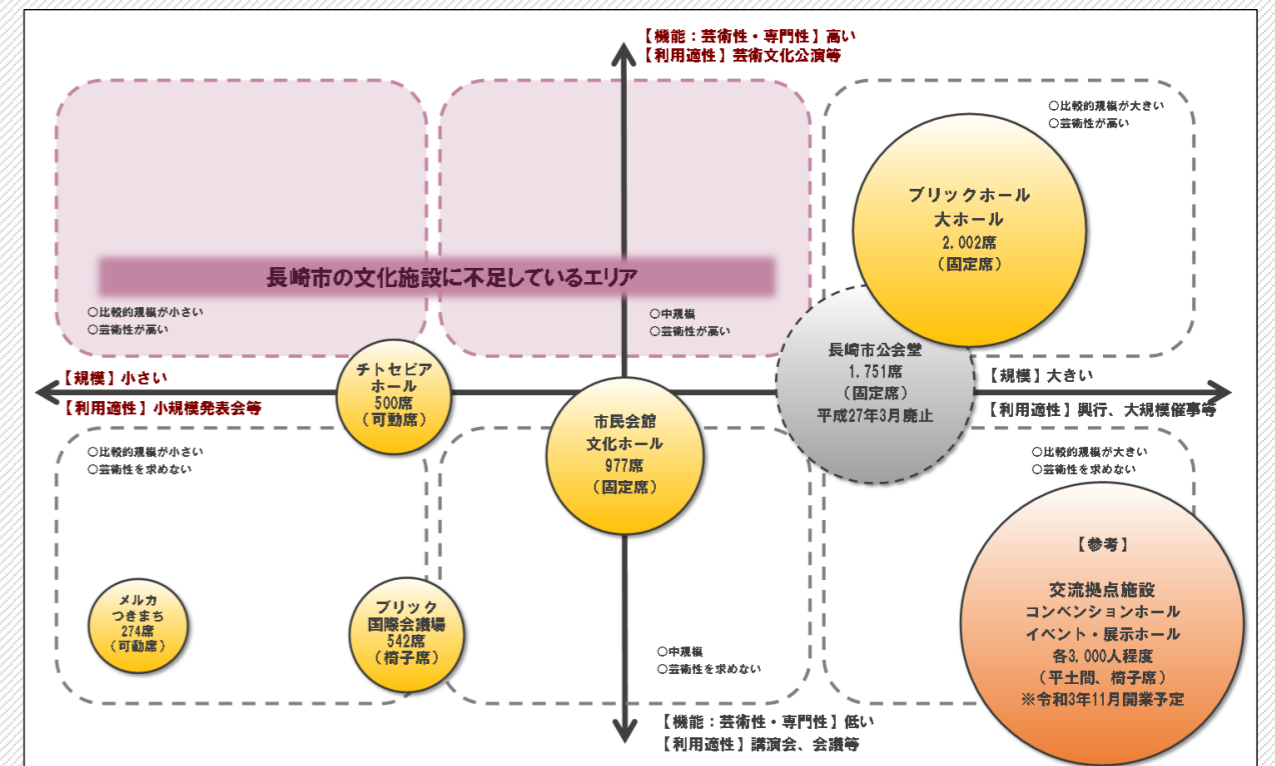 【機能：芸術性・専門性】高い
【利用適性】芸術文化公演等
○比較的規模が大きい
○芸術性が高い
ブリックホール
大ホール
2,002席
（固定席）
長崎市の文化施設に不足しているエリア
○比較的規模が小さい
○芸術性が高い
○中規模
○芸術性が高い
長崎市公会堂
1,751席
（固定席）
平成27年3月廃止
【規模】小さい
【利用適性】小規模発表会等
チトセピア
ホール
500席
（可動席）
【規模】大きい
【利用適性】興行、大規模催事等
市民会館
文化ホール
977席
（固定席）
○比較的規模が小さい
○芸術性を求めない
○比較的規模が大きい
○芸術性を求めない
メルカ
つきまち
274席
（可動席）
ブリック
国際会議場
542席
（椅子席）
○中規模
○芸術性を求めない
【参考】
交流拠点施設
コンベンションホール
イベント・展示ホール
各3,000人程度
（平土間、椅子席）
※令和3年11月開業予定
【機能：芸術性・専門性】低い
【利用適性】講演会、会議等